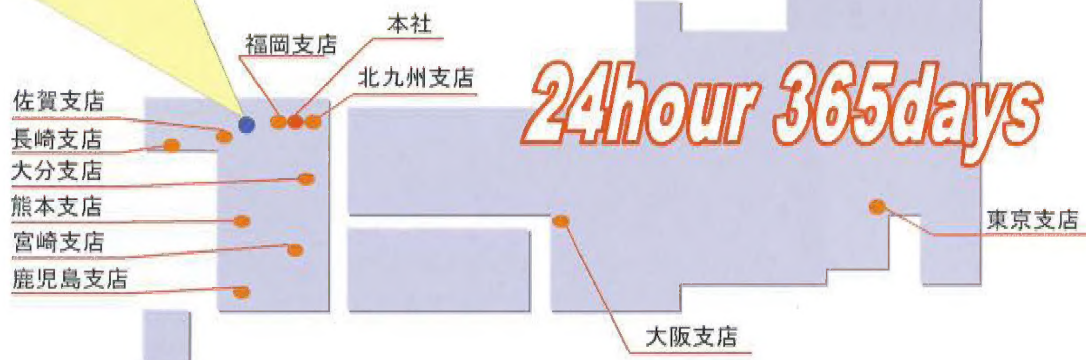 本社
福岡支店
北九州支店
24hour 365days
佐賀支店
長崎支店
大分支店
熊本支店
宮崎支店
鹿児島支店
東京支店
大阪支店